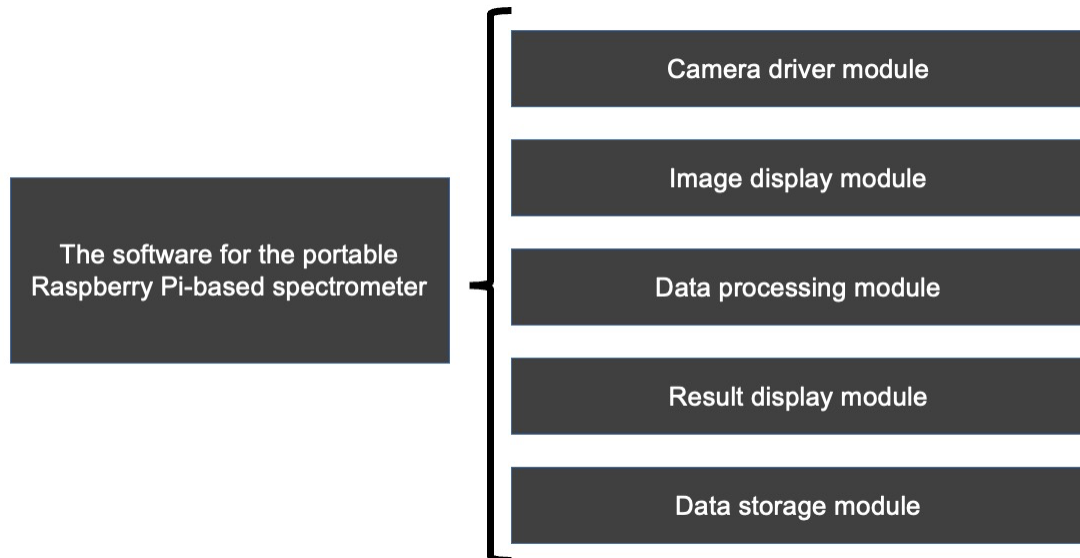 The software for the portable
Raspberry Pi-based spectrometer
Camera driver module
Image display module
Data processing module
Result display module
Data storage module